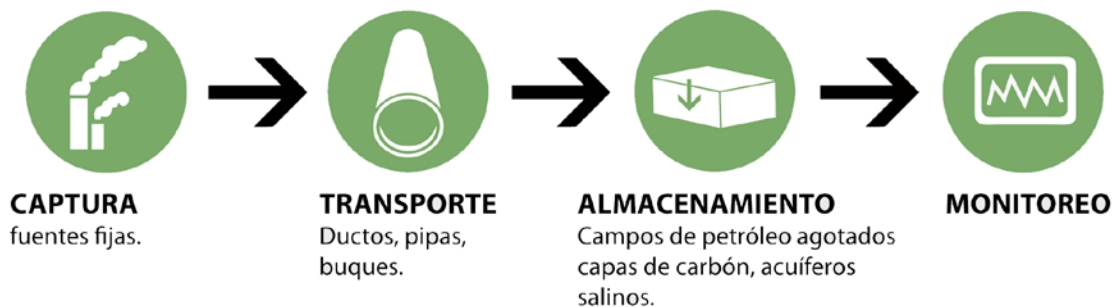 CAPTURA
fuentes fijas.
TRANSPORTE
Ductos, pipas,
buques.
ALMACENAMIENTO
Campos de petróleo agotados
capas de carbón, acuíferos
salinos.
MONITOREO